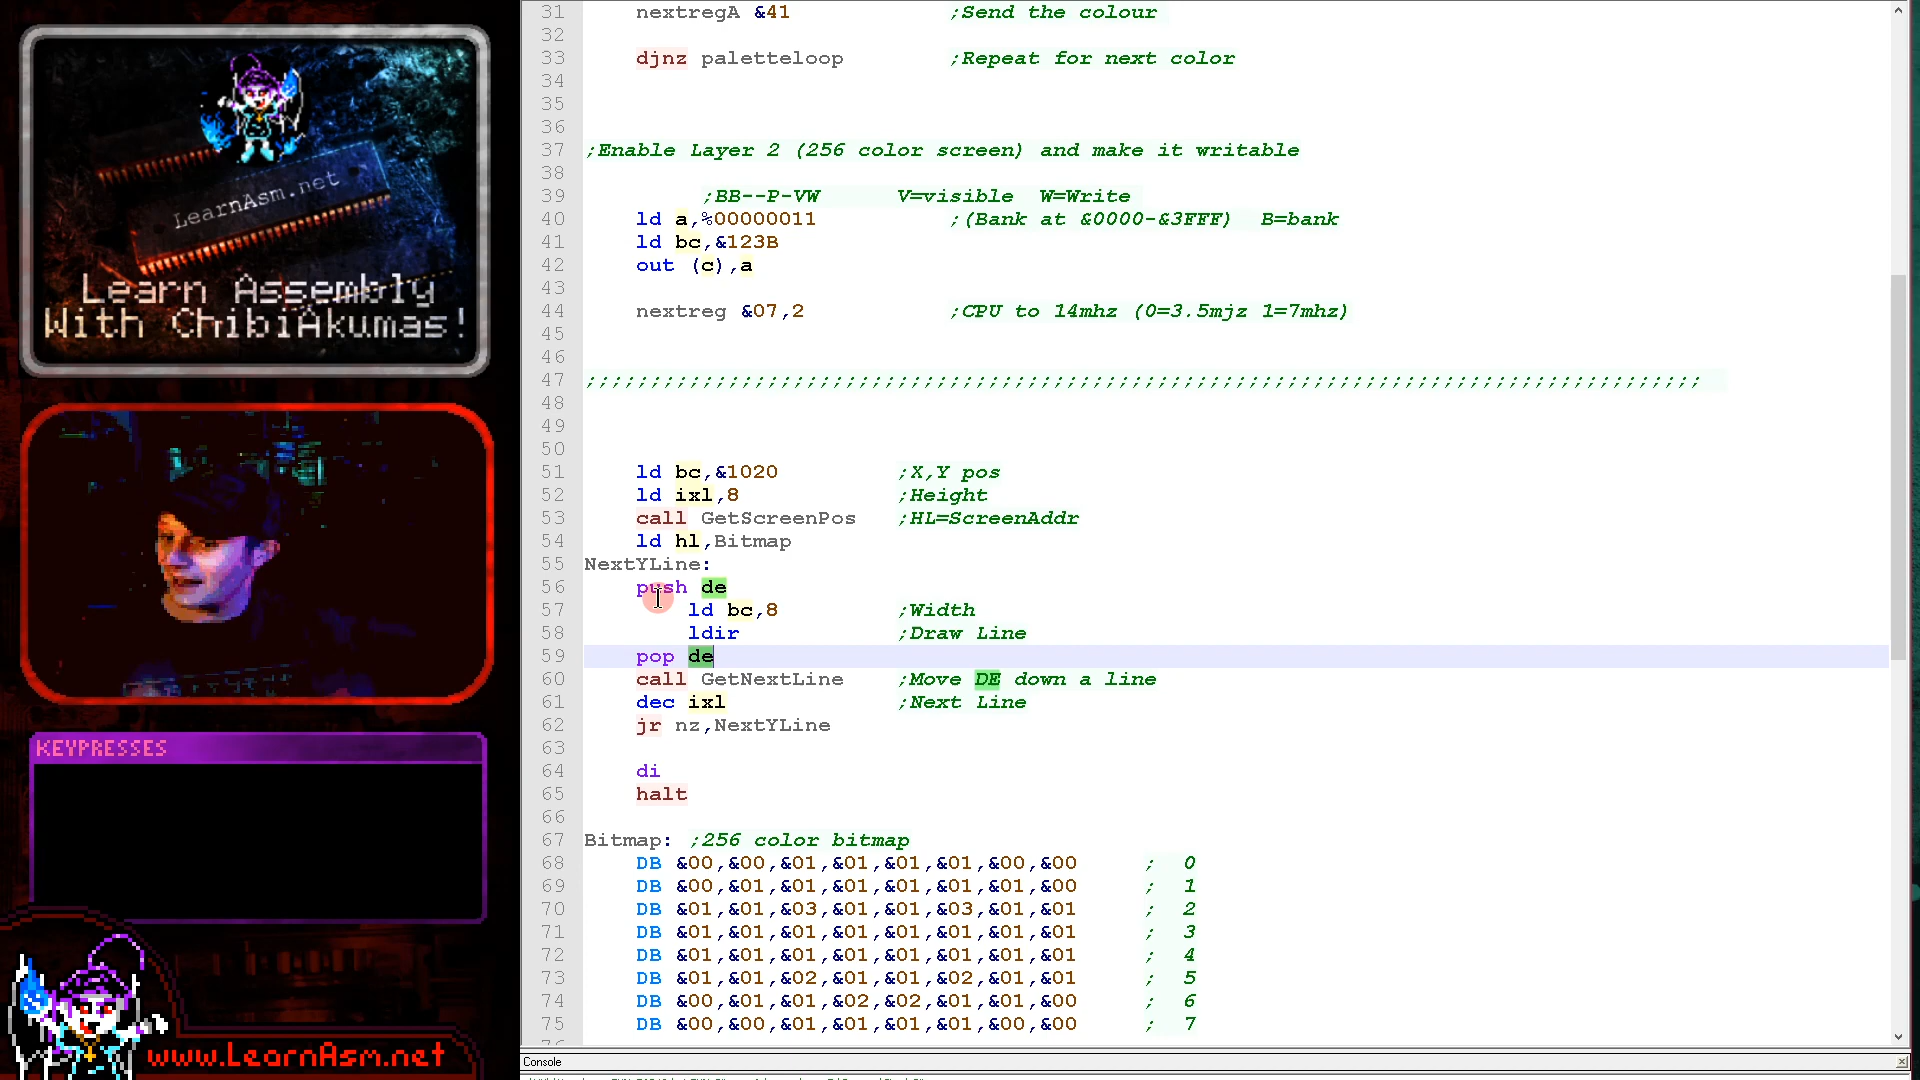 LearnAsm.net
Learn Assembly
With ChibiAkumas!
KEYPRESSES
www.LearnAsm.net
31 nextregA &41 ;Send the colour
32
33 djnz paletteloop ;Repeat for next color
34
35
36
37 ;Enable Layer 2 (256 color screen) and make it writable
38
39 ;BB--P-VW V=visible W=Write
40 ld a,%00000011 ;(Bank at &0000-&3FFF) B=bank
41 ld bc,&123B
42 out (c),a
43
44 nextreg &07,2 ;CPU to 14mhz (0=3.5mjz 1=7mhz)
45
46
47 ;;;;;;;;;;;;;;;;;;;;;;;;;;;;;;;;;;;;;;;;;;;;;;;;;;;;;;;;;;;;;;;;;;;;;;;;;;;;;;;;;;;;;;
48
49
50
51 ld bc,&1020 ;X,Y pos
52 ld ixl,8 ;Height
53 call GetScreenPos ;HL=ScreenAddr
54 ld hl,Bitmap
55 NextYLine:
56 push de
57 ld bc,8 ;Width
58 ldir ;Draw Line
59 pop de
60 call GetNextLine ;Move DE down a line
61 dec ixl ;Next Line
62 jr nz,NextYLine
63
64 di
65 halt
66
67 Bitmap: ;256 color bitmap
68 DB &00,&00,&01,&01,&01,&01,&00,&00 ; 0
69 DB &00,&01,&01,&01,&01,&01,&01,&00 ; 1
70 DB &01,&01,&03,&01,&01,&03,&01,&01 ; 2
71 DB &01,&01,&01,&01,&01,&01,&01,&01 ; 3
72 DB &01,&01,&01,&01,&01,&01,&01,&01 ; 4
73 DB &01,&01,&02,&01,&01,&02,&01,&01 ; 5
74 DB &00,&01,&01,&02,&02,&01,&01,&00 ; 6
75 DB &00,&00,&01,&01,&01,&01,&00,&00 ; 7
Console